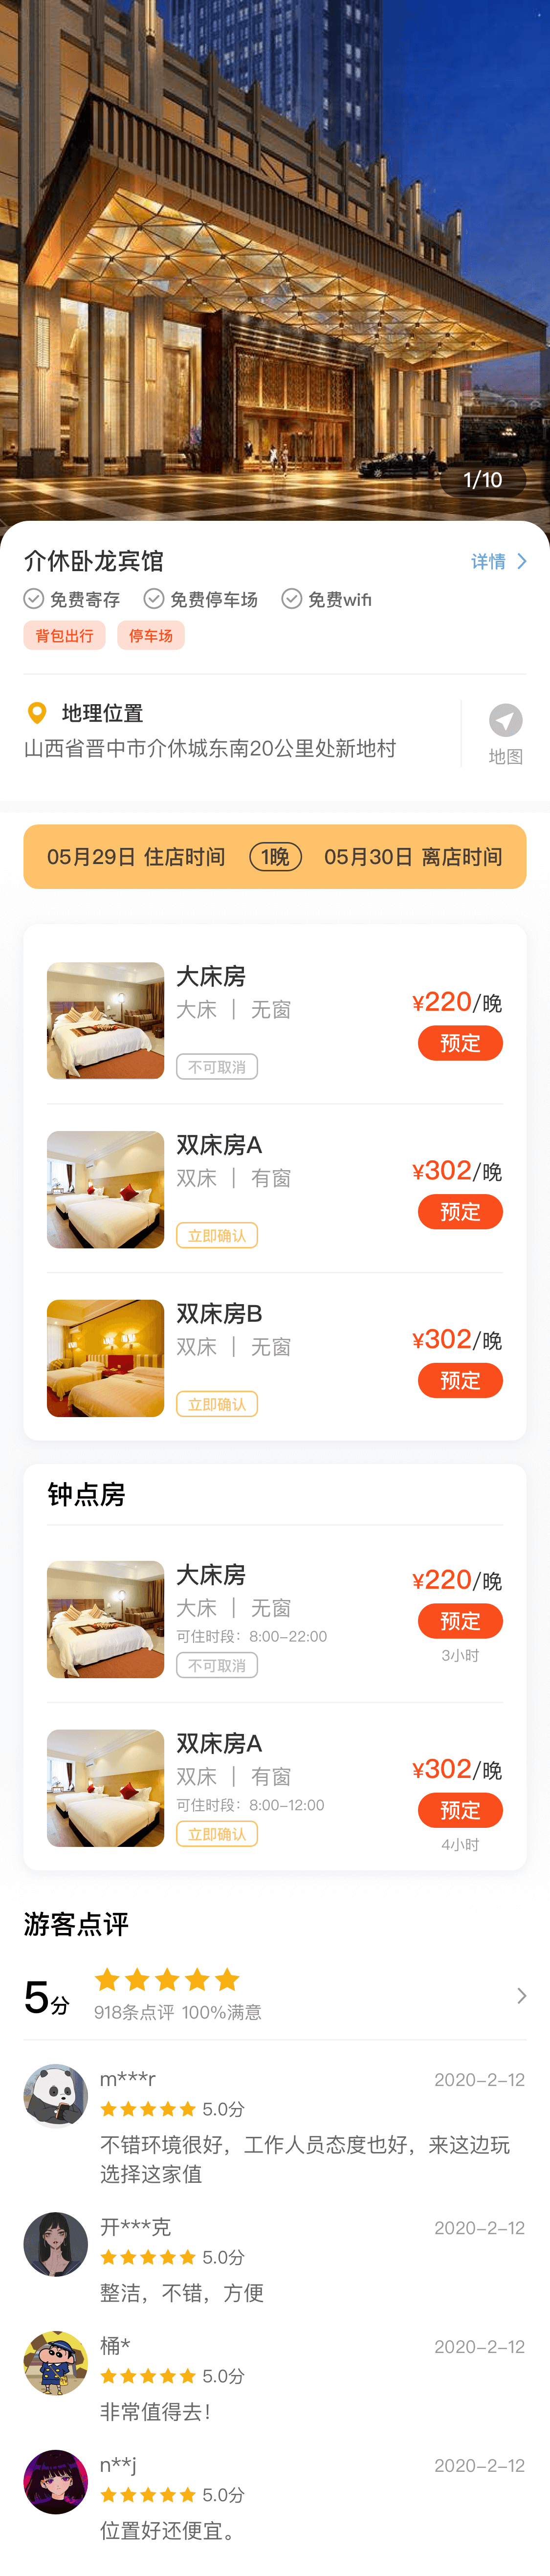 1/10
介休卧龙宾馆
详情
免费寄存 免费停车场 免费wifi
背包出行 停车场
地理位置
山西省晋中市介休城东南20公里处新地村
地图
05月29日 住店时间 1晚 05月30日 离店时间
大床房
大床 | 无窗
¥220/晚
预定
不可取消
双床房A
双床 | 有窗
¥302/晚
预定
立即确认
双床房B
双床 | 无窗
¥302/晚
预定
立即确认
钟点房
大床房
¥220/晚
大床 | 无窗
预定
可住时段：8:00-22:00
3小时
不可取消
双床房A
¥302/晚
双床 | 有窗
可住时段：8:00-12:00
预定
立即确认
4小时
游客点评
5分
918条点评 100%满意
m***r 2020-2-12
5.0分
不错环境很好，工作人员态度也好，来这边玩
选择这家值
开***克 2020-2-12
5.0分
整洁，不错，方便
桶* 2020-2-12
5.0分
非常值得去！
n**j 2020-2-12
5.0分
位置好还便宜。